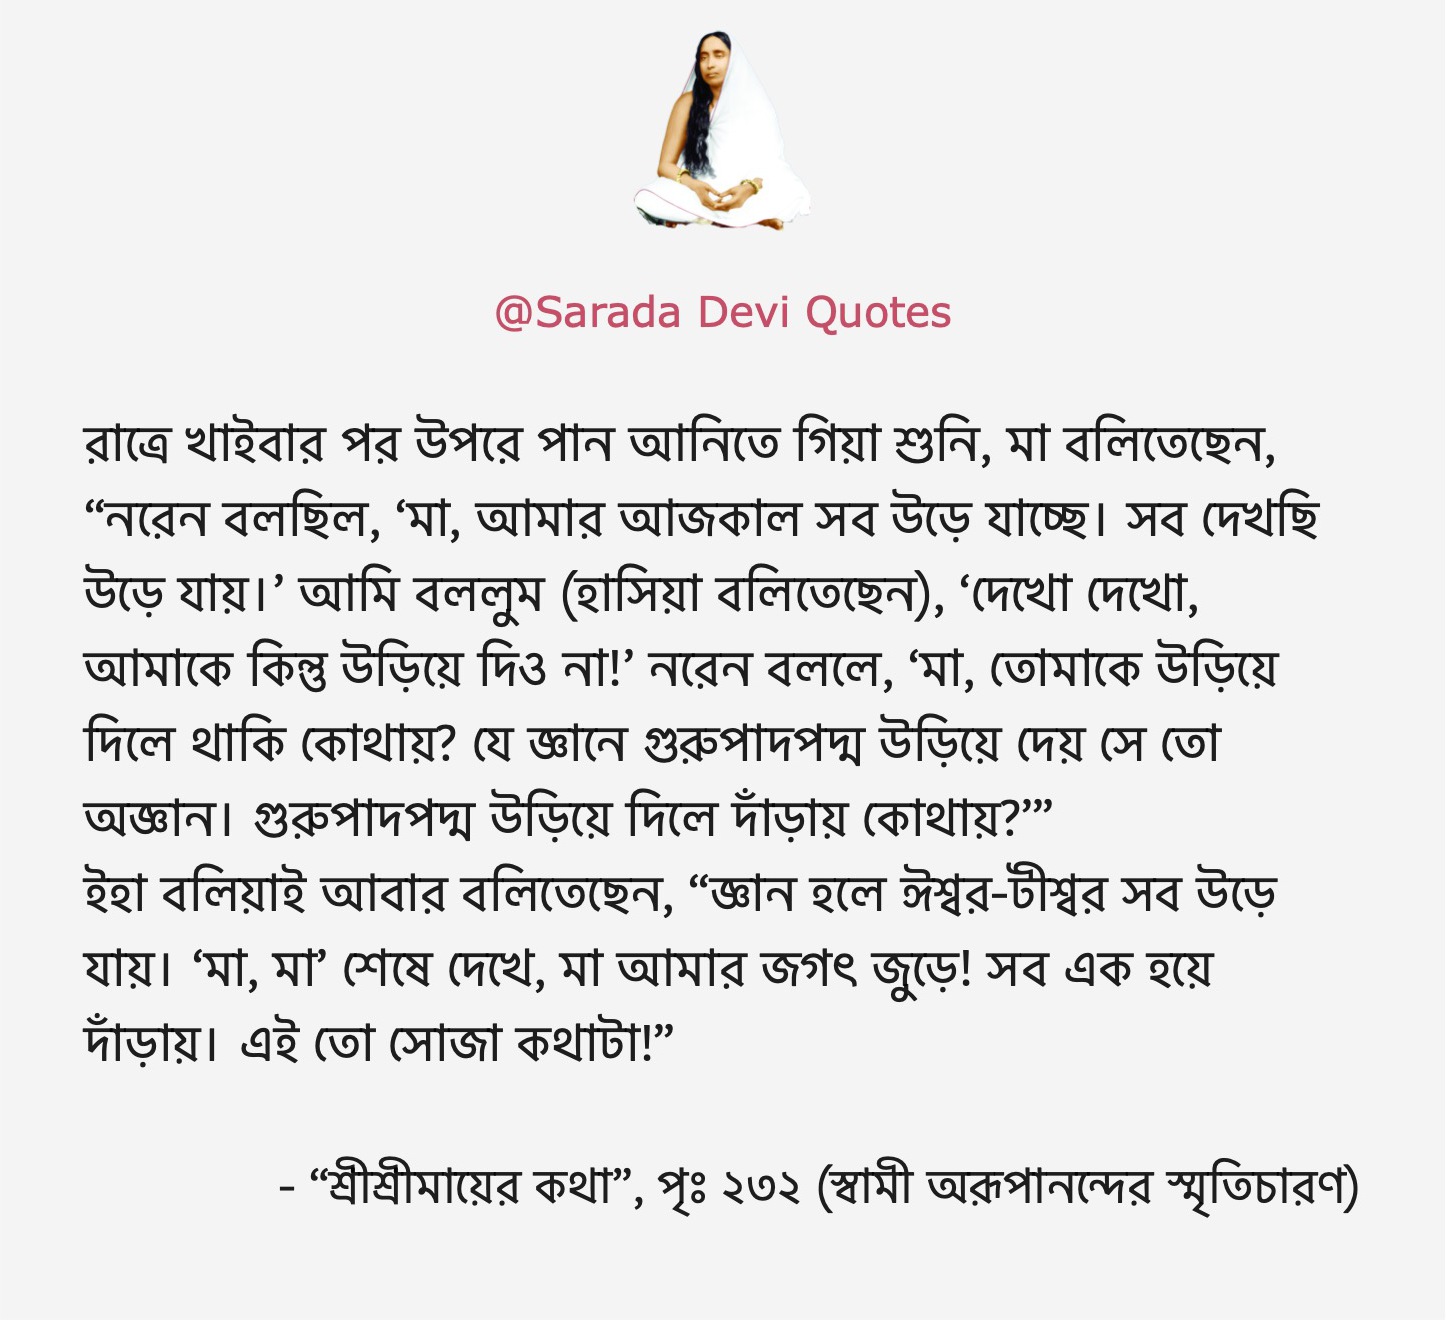 @Sarada Devi Quotes
রাত্রে খাইবার পর উপরে পান আনিতে গিয়া শুনি, মা বলিতেছেন,
“নরেন বলছিল, ‘মা, আমার আজকাল সব উড়ে যাচ্ছে। সব দেখছি
উড়ে যায়।’ আমি বললুম (হাসিয়া বলিতেছেন), ‘দেখো দেখো,
আমাকে কিন্তু উড়িয়ে দিও না!’ নরেন বললে, ‘মা, তোমাকে উড়িয়ে
দিলে থাকি কোথায়? যে জ্ঞানে গুরুপাদপদ্ম উড়িয়ে দেয় সে তো
অজ্ঞান। গুরুপাদপদ্ম উড়িয়ে দিলে দাঁড়ায় কোথায়?’”
ইহা বলিয়াই আবার বলিতেছেন, “জ্ঞান হলে ঈশ্বর-টীশ্বর সব উড়ে
যায়। ‘মা, মা’ শেষে দেখে, মা আমার জগৎ জুড়ে! সব এক হয়ে
দাঁড়ায়। এই তো সোজা কথাটা!”
- “শ্রীশ্রীমায়ের কথা”, পৃঃ ২৩২ (স্বামী অরূপানন্দের স্মৃতিচারণ)